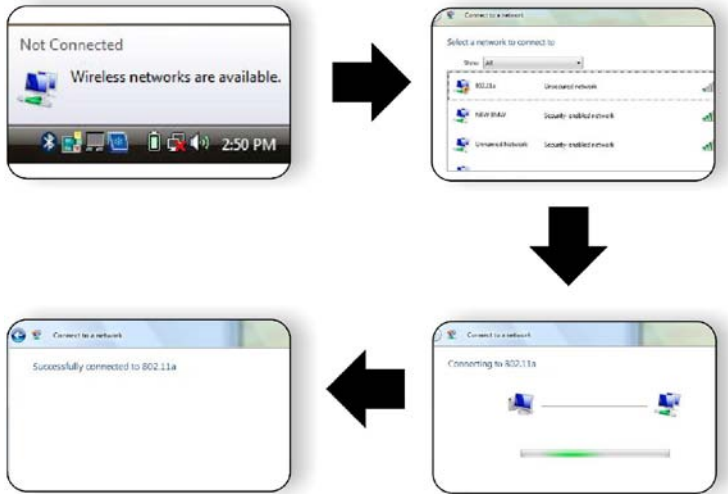 Not Connected
Wireless networks are available.
2:50 PM
Connect to a network
Select a network to connect to
Show All
802.11a Unsecured network
Security-enabled network
Unnamed Network Security-enabled network
Connect to a network
Connecting to 802.11a
Connect to a network
Successfully connected to 802.11a